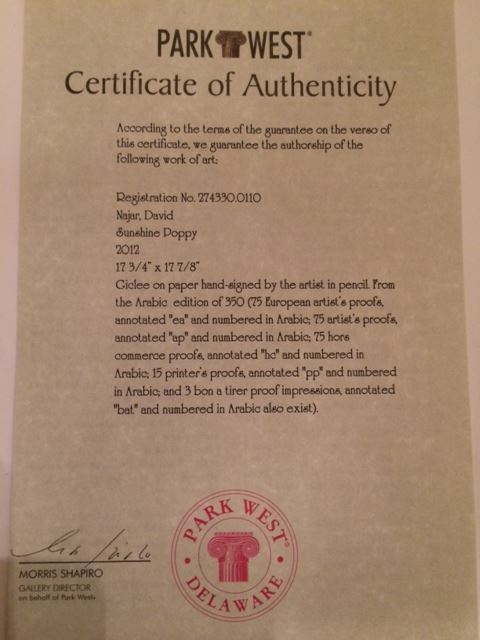 PARK WEST®
Certificate of Authenticity
According to the terms of the guarantee on the verso of
this certificate, we guarantee the authorship of the
following work of art:
Registration No. 274330.0110
Najar, David
Sunshine Poppy
2012
17 3/4" x 17 7/8"
Giclee on paper hand-signed by the artist in pencil. From
the Arabic edition of 350 (75 European artist's proofs,
annotated "ea" and numbered in Arabic; 75 artist's proofs,
annotated "ap" and numbered in Arabic; 75 hors
commerce proofs, annotated "hc" and numbered in
Arabic; 15 printer's proofs, annotated "pp" and numbered
in Arabic; and 3 bon a tirer proof impressions, annotated
"bat" and numbered in Arabic also exist).
PARK WEST®
DELAWARE
MORRIS SHAPIRO
GALLERY DIRECTOR
on behalf of Park West®